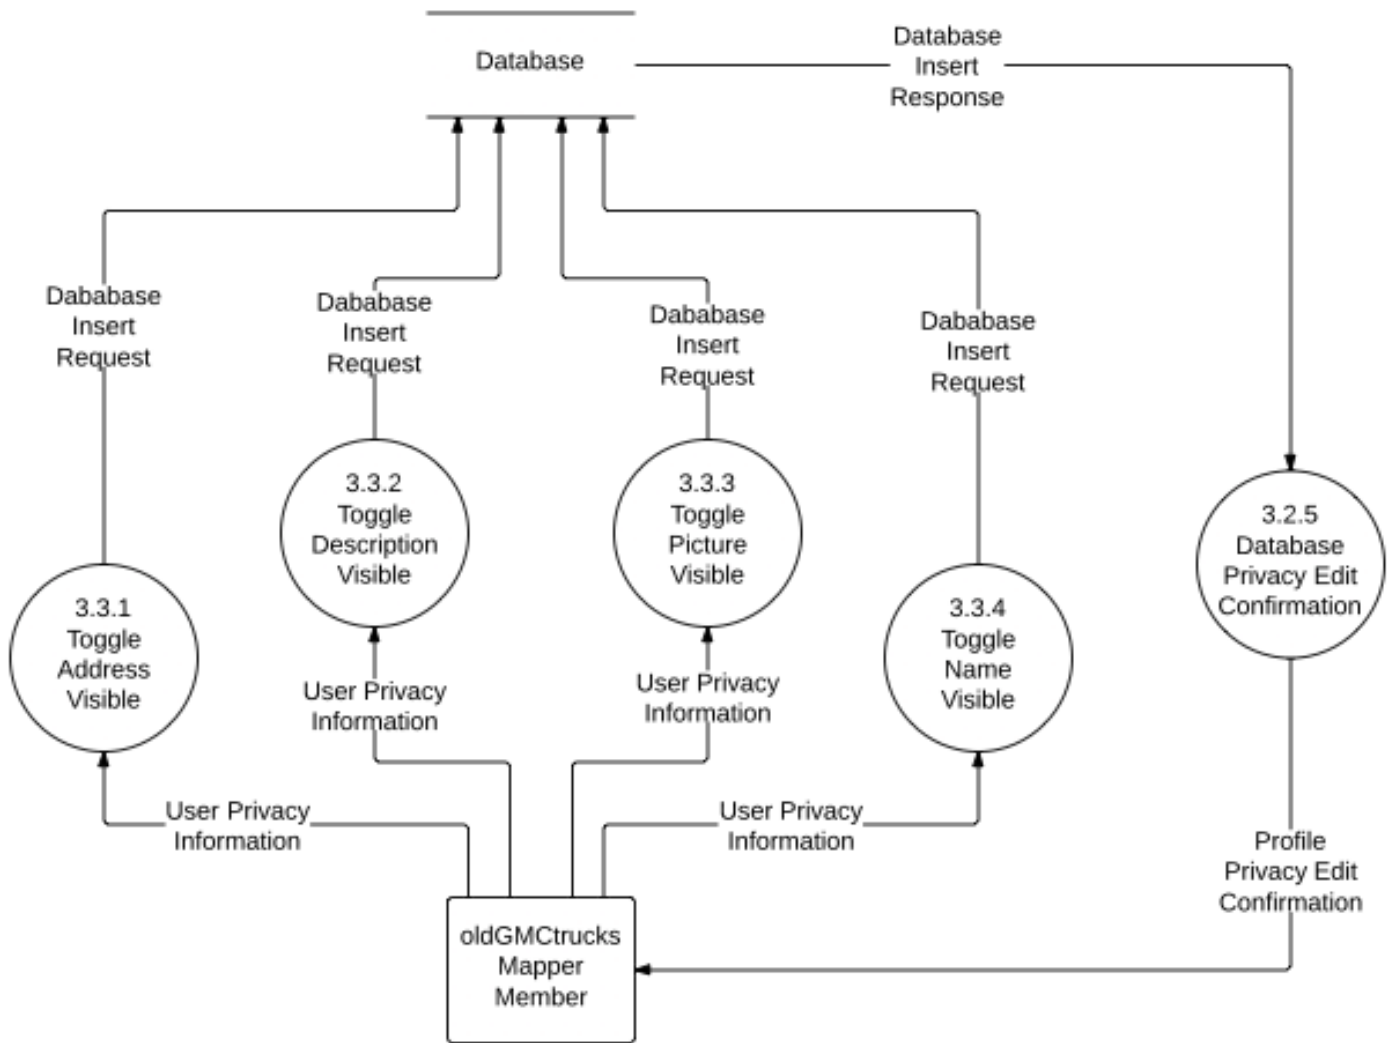 Database
Database
Insert
Response
Dababase
Insert
Request
Dababase
Insert
Request
Dababase
Insert
Request
Dababase
Insert
Request
3.3.1
Toggle
Address
Visible
3.3.2
Toggle
Description
Visible
3.3.3
Toggle
Picture
Visible
3.3.4
Toggle
Name
Visible
3.2.5
Database
Privacy Edit
Confirmation
User Privacy
Information
User Privacy
Information
User Privacy
Information
User Privacy
Information
Profile
Privacy Edit
Confirmation
oldGMCtrucks
Mapper
Member